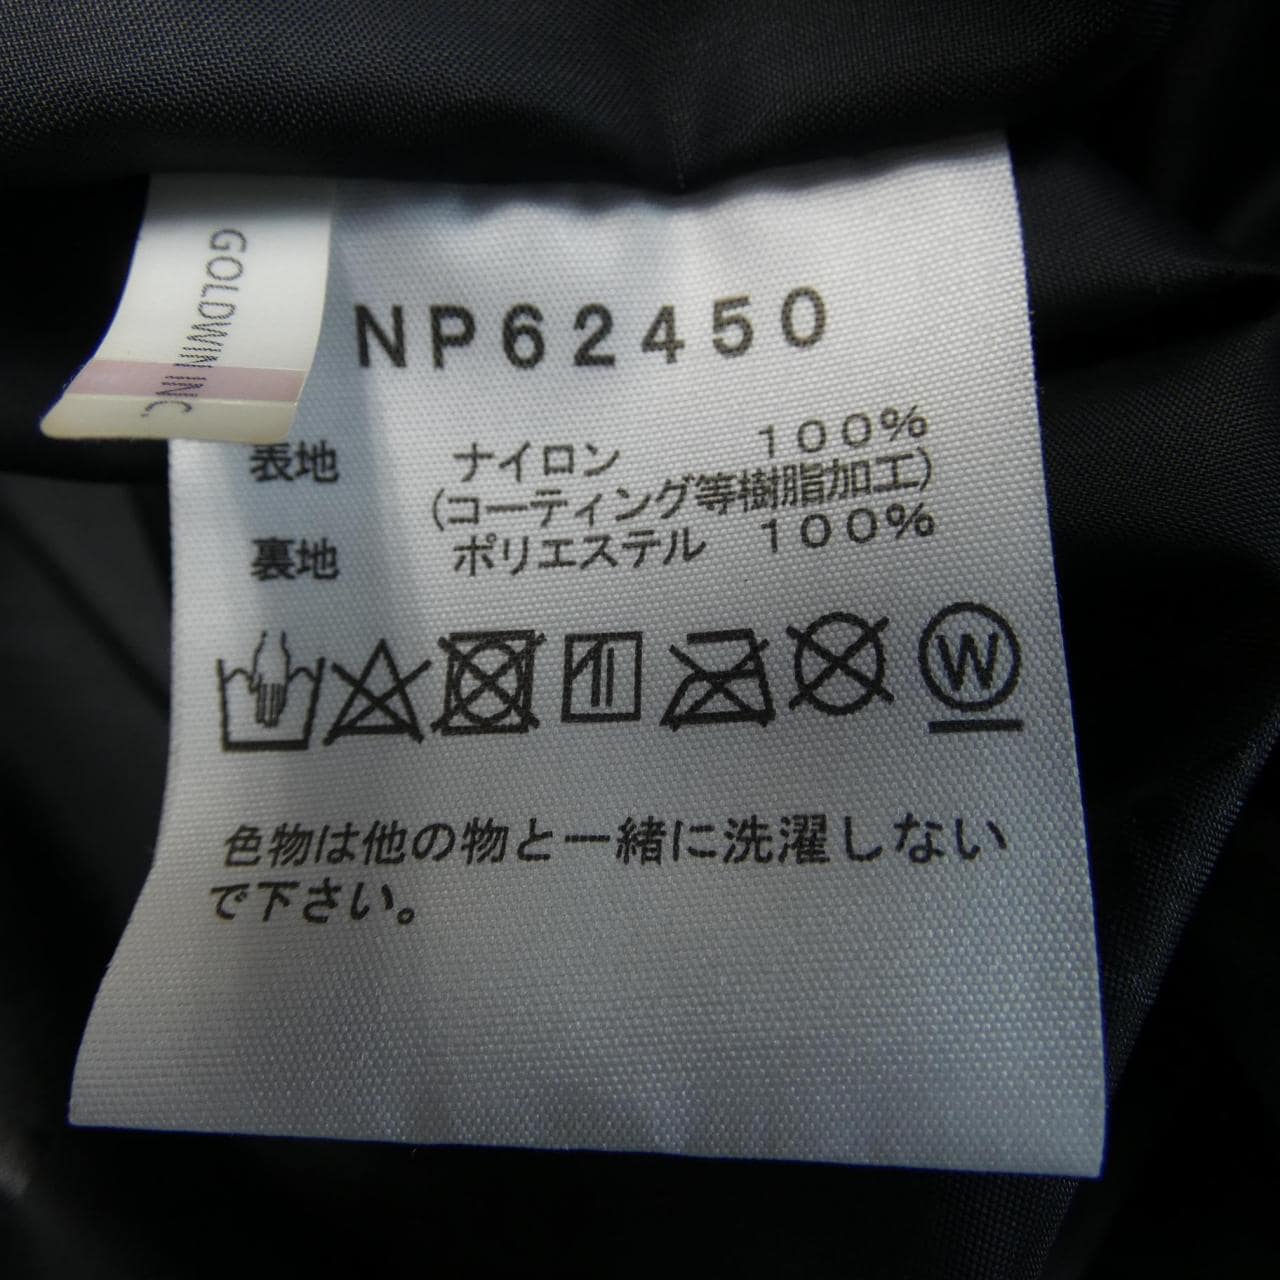 GOLDWIN INC.
NP62450
表地 ナイロン 100%
(コーティング等樹脂加工)
裏地 ポリエステル 100%
W
色物は他の物と一緒に洗濯しない
で下さい。